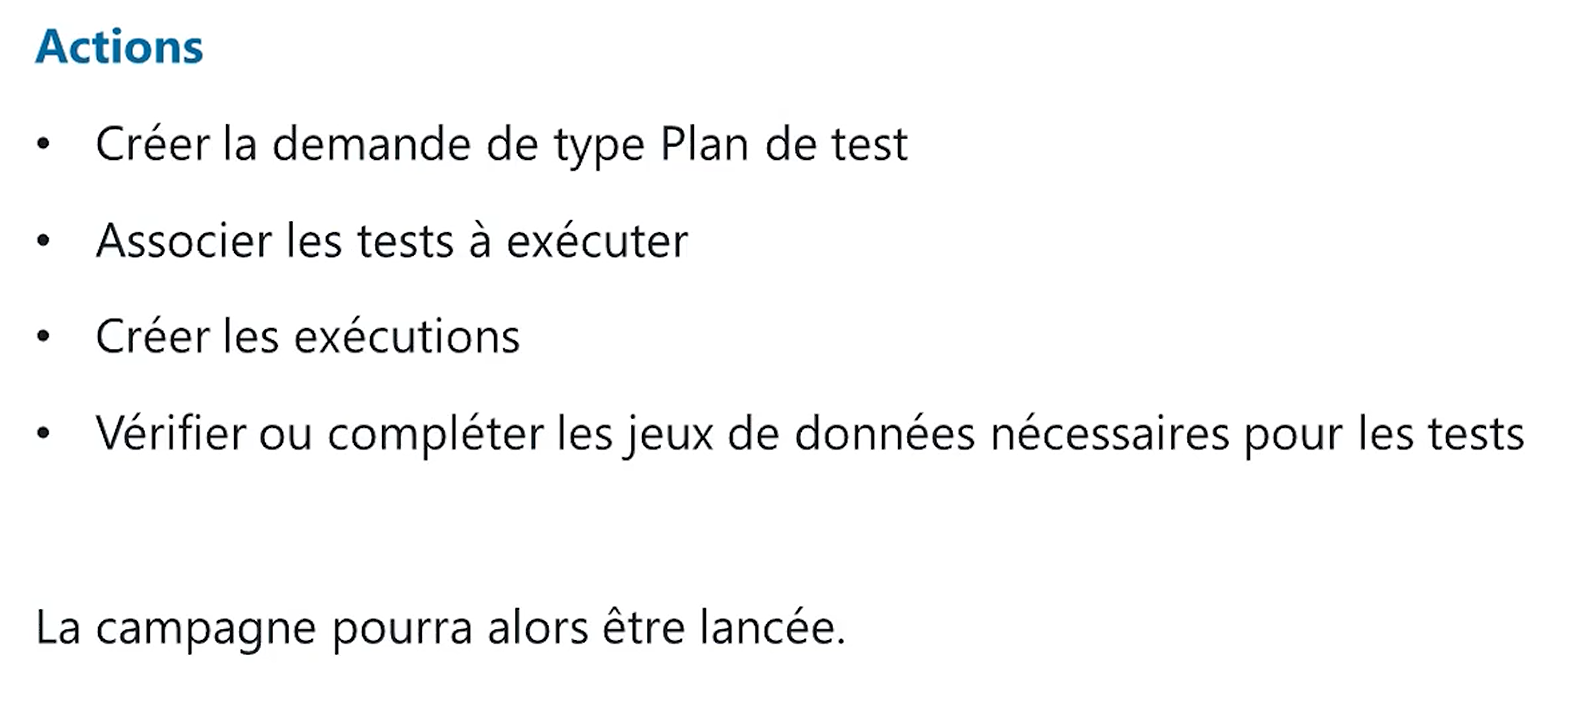 Actions
• Créer la demande de type Plan de test
• Associer les tests à exécuter
• Créer les exécutions
• Vérifier ou compléter les jeux de données nécessaires pour les tests
La campagne pourra alors être lancée.